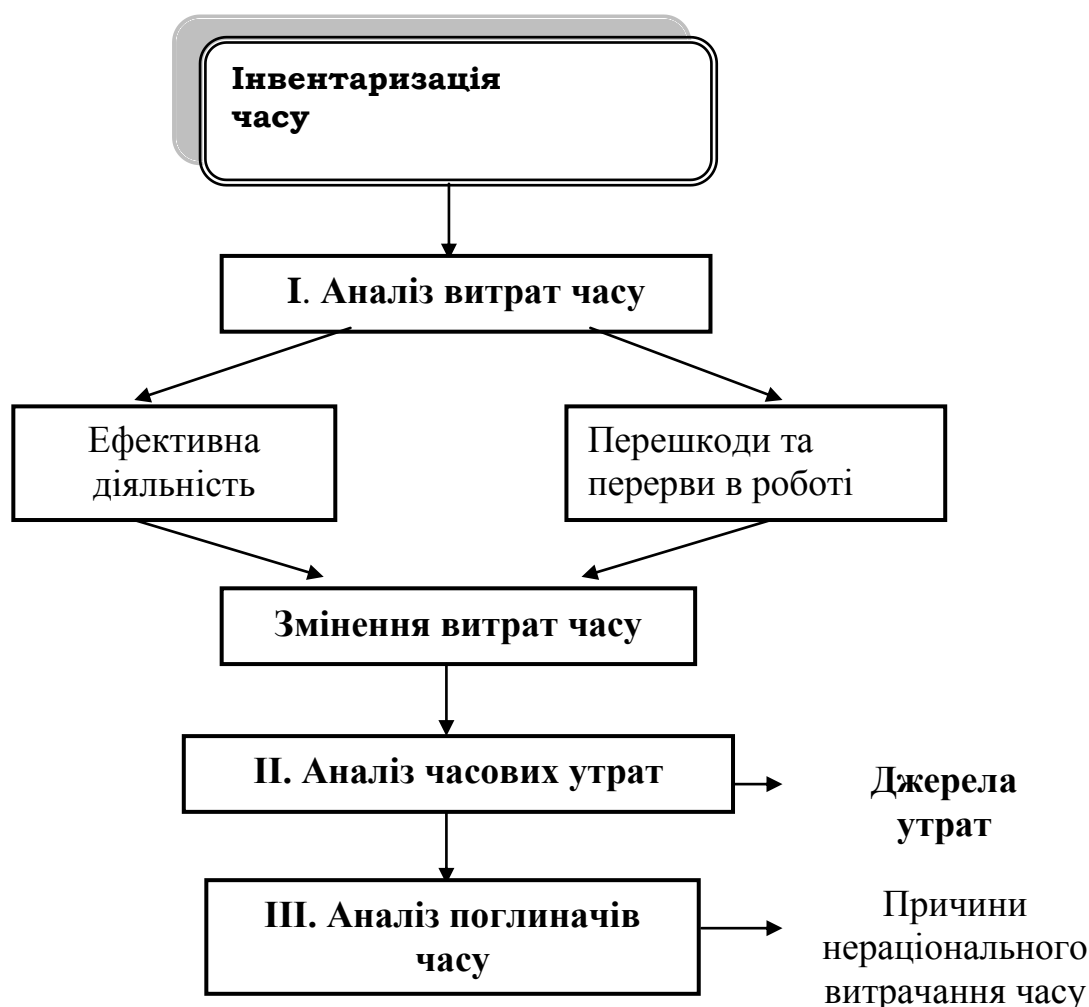 Інвентаризація
часу
І. Аналіз витрат часу
Ефективна
діяльність
Перешкоди та
перерви в роботі
Змінення витрат часу
ІІ. Аналіз часових утрат
Джерела
утрат
ІІІ. Аналіз поглиначів
часу
Причини
нераціонального
витрачання часу